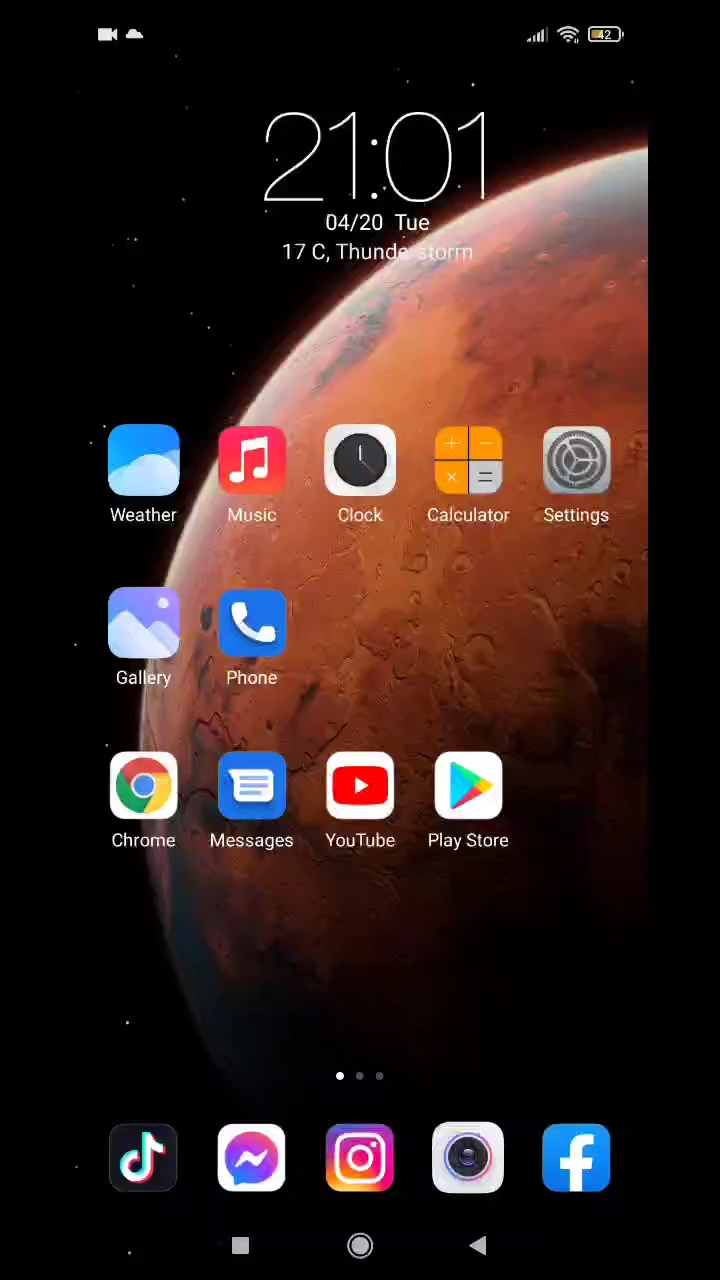 42
21:01
04/20 Tue
17 C, Thunderstorm
Weather
Music
Clock
Calculator
Settings
Gallery
Phone
Chrome
Messages
YouTube
Play Store